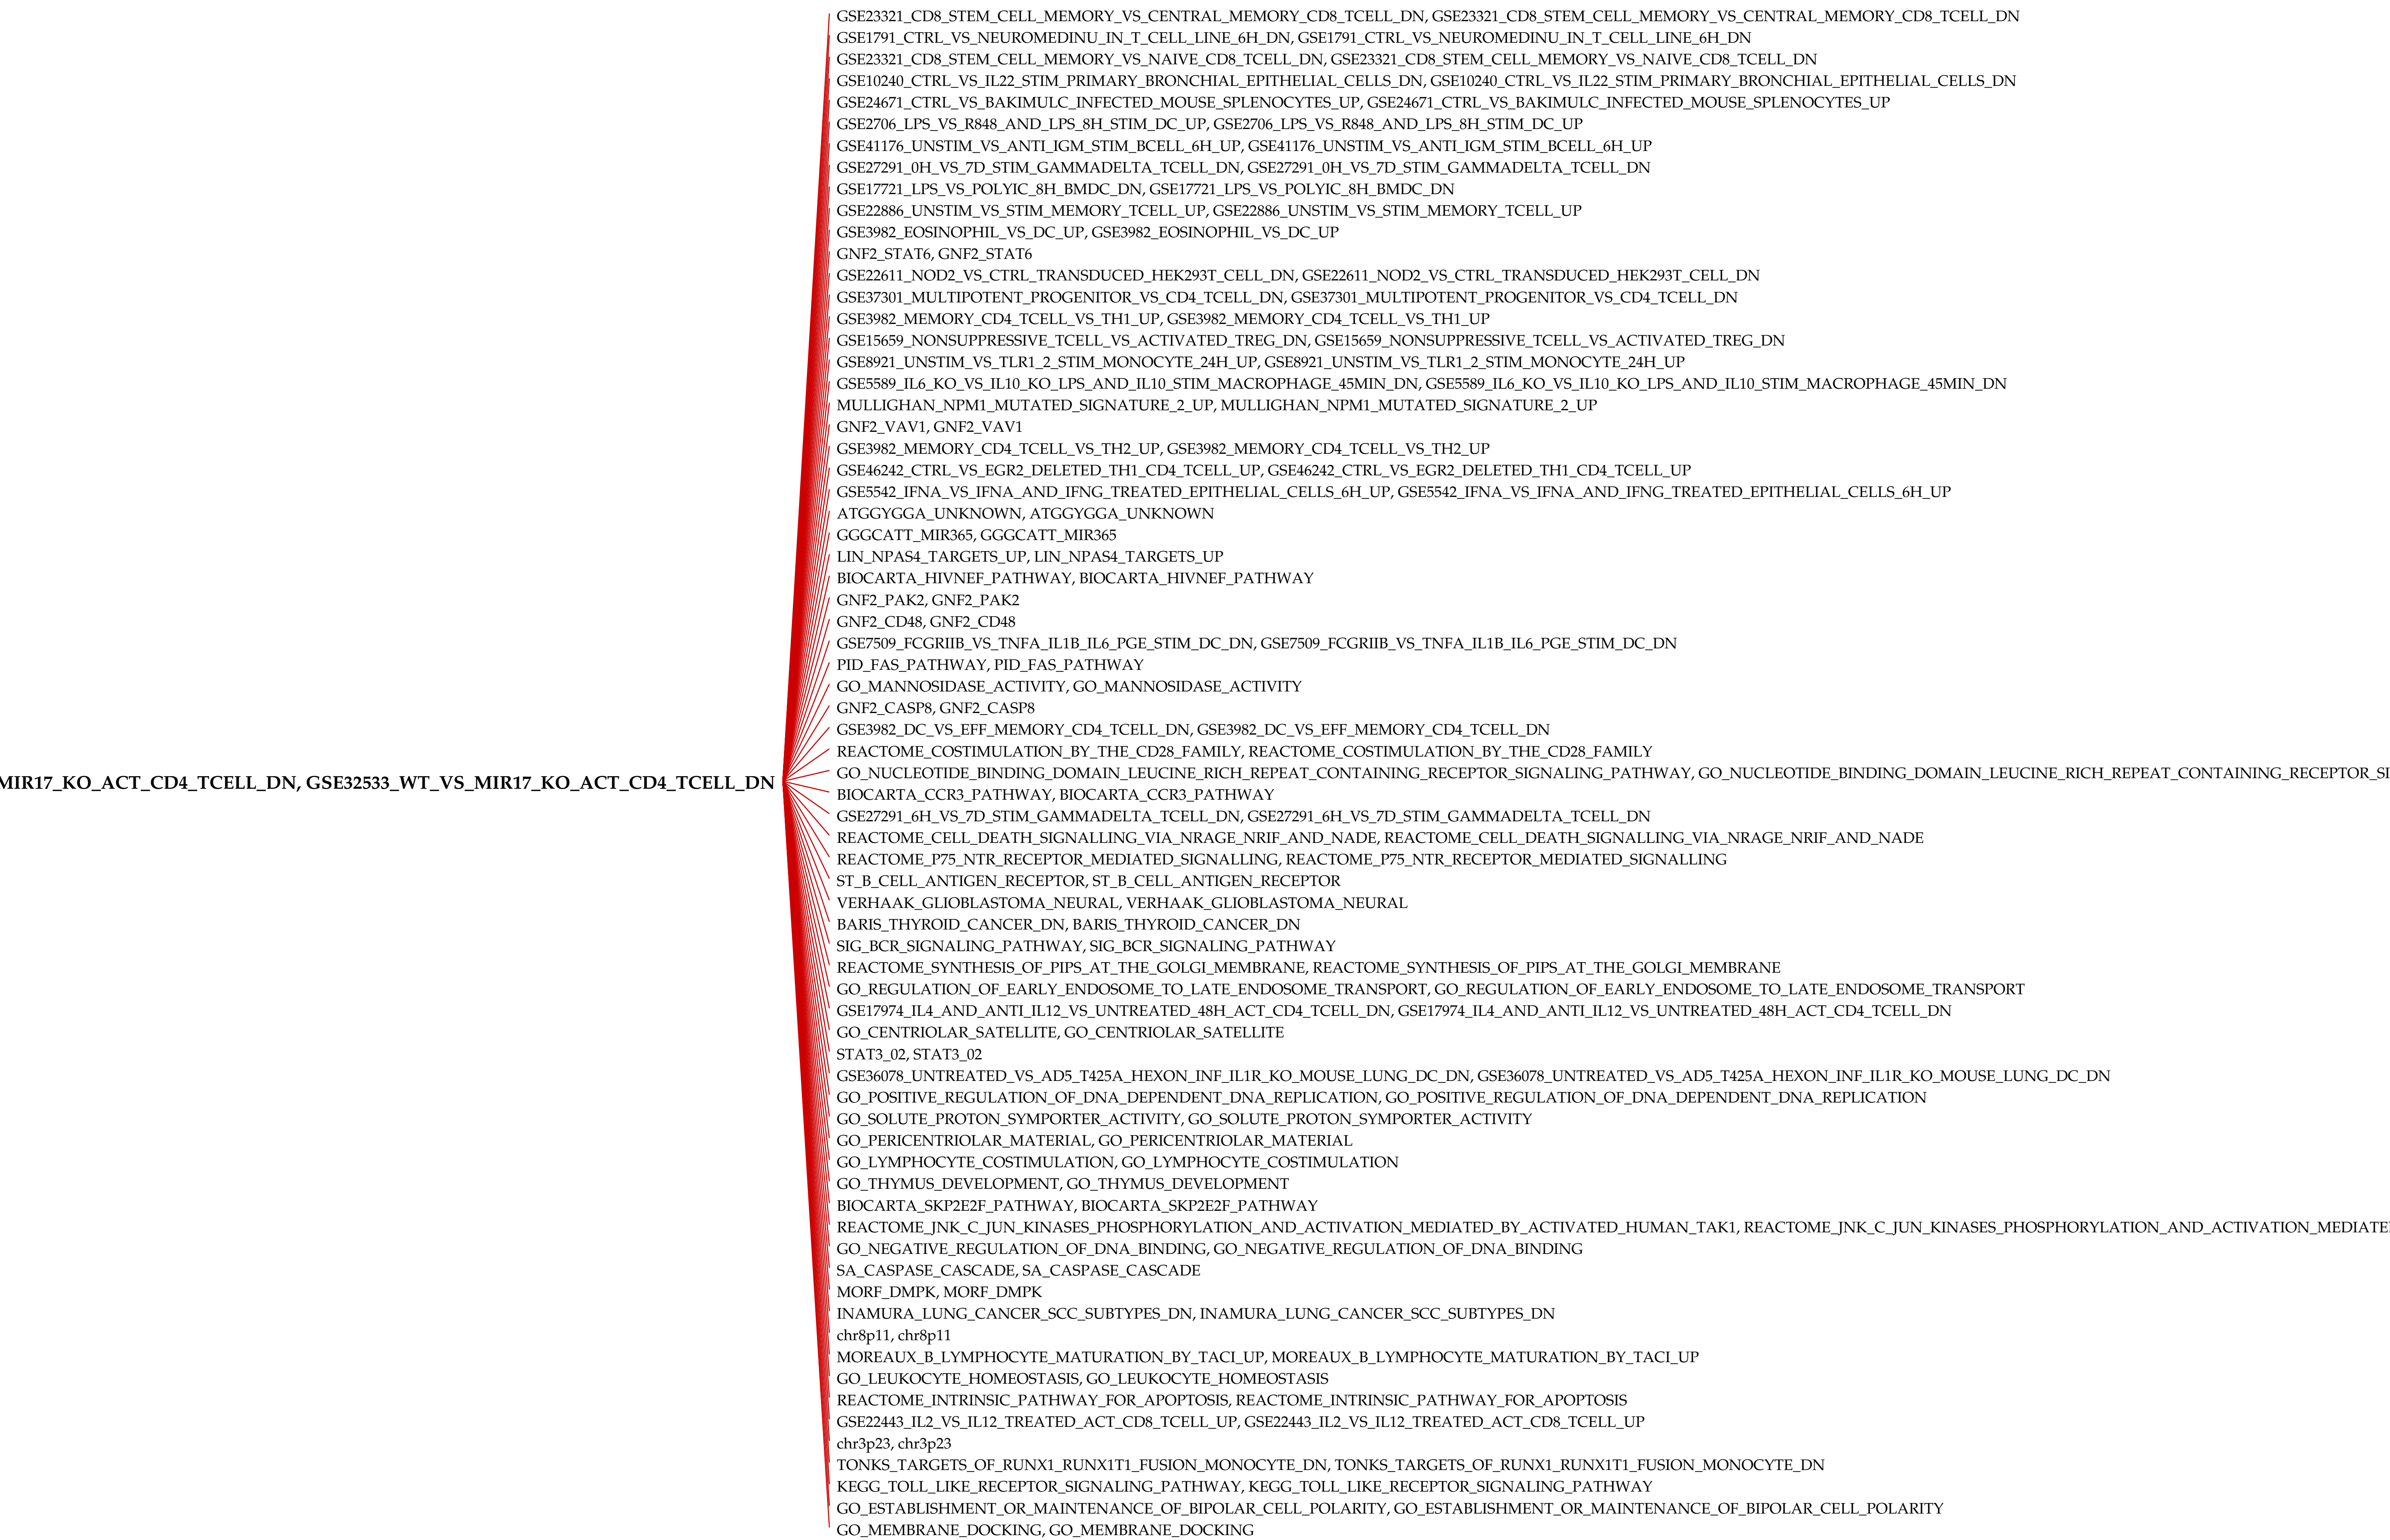 GSE23321_CD8_STEM_CELL_MEMORY_VS_CENTRAL_MEMORY_CD8_TCELL_DN, GSE23321_CD8_STEM_CELL_MEMORY_VS_CENTRAL_MEMORY_CD8_TCELL_DN
GSE1791_CTRL_VS_NEUROMEDINU_IN_T_CELL_LINE_6H_DN, GSE1791_CTRL_VS_NEUROMEDINU_IN_T_CELL_LINE_6H_DN
GSE23321_CD8_STEM_CELL_MEMORY_VS_NAIVE_CD8_TCELL_DN, GSE23321_CD8_STEM_CELL_MEMORY_VS_NAIVE_CD8_TCELL_DN
GSE10240_CTRL_VS_IL22_STIM_PRIMARY_BRONCHIAL_EPITHELIAL_CELLS_DN, GSE10240_CTRL_VS_IL22_STIM_PRIMARY_BRONCHIAL_EPITHELIAL_CELLS_DN
GSE24671_CTRL_VS_BAKIMULC_INFECTED_MOUSE_SPLENOCYTES_UP, GSE24671_CTRL_VS_BAKIMULC_INFECTED_MOUSE_SPLENOCYTES_UP
GSE2706_LPS_VS_R848_AND_LPS_8H_STIM_DC_UP, GSE2706_LPS_VS_R848_AND_LPS_8H_STIM_DC_UP
GSE41176_UNSTIM_VS_ANTI_IGM_STIM_BCELL_6H_UP, GSE41176_UNSTIM_VS_ANTI_IGM_STIM_BCELL_6H_UP
GSE27291_0H_VS_7D_STIM_GAMMADELTA_TCELL_DN, GSE27291_0H_VS_7D_STIM_GAMMADELTA_TCELL_DN
GSE17721_LPS_VS_POLYIC_8H_BMDC_DN, GSE17721_LPS_VS_POLYIC_8H_BMDC_DN
GSE22886_UNSTIM_VS_STIM_MEMORY_TCELL_UP, GSE22886_UNSTIM_VS_STIM_MEMORY_TCELL_UP
GSE3982_EOSINOPHIL_VS_DC_UP, GSE3982_EOSINOPHIL_VS_DC_UP
GNF2_STAT6, GNF2_STAT6
GSE22611_NOD2_VS_CTRL_TRANSDUCED_HEK293T_CELL_DN, GSE22611_NOD2_VS_CTRL_TRANSDUCED_HEK293T_CELL_DN
GSE37301_MULTIPOTENT_PROGENITOR_VS_CD4_TCELL_DN, GSE37301_MULTIPOTENT_PROGENITOR_VS_CD4_TCELL_DN
GSE3982_MEMORY_CD4_TCELL_VS_TH1_UP, GSE3982_MEMORY_CD4_TCELL_VS_TH1_UP
GSE15659_NONSUPPRESSIVE_TCELL_VS_ACTIVATED_TREG_DN, GSE15659_NONSUPPRESSIVE_TCELL_VS_ACTIVATED_TREG_DN
GSE8921_UNSTIM_VS_TLR1_2_STIM_MONOCYTE_24H_UP, GSE8921_UNSTIM_VS_TLR1_2_STIM_MONOCYTE_24H_UP
GSE5589_IL6_KO_VS_IL10_KO_LPS_AND_IL10_STIM_MACROPHAGE_45MIN_DN, GSE5589_IL6_KO_VS_IL10_KO_LPS_AND_IL10_STIM_MACROPHAGE_45MIN_DN
MULLIGHAN_NPM1_MUTATED_SIGNATURE_2_UP, MULLIGHAN_NPM1_MUTATED_SIGNATURE_2_UP
GNF2_VAV1, GNF2_VAV1
GSE3982_MEMORY_CD4_TCELL_VS_TH2_UP, GSE3982_MEMORY_CD4_TCELL_VS_TH2_UP
GSE46242_CTRL_VS_EGR2_DELETED_TH1_CD4_TCELL_UP, GSE46242_CTRL_VS_EGR2_DELETED_TH1_CD4_TCELL_UP
GSE5542_IFNA_VS_IFNA_AND_IFNG_TREATED_EPITHELIAL_CELLS_6H_UP, GSE5542_IFNA_VS_IFNA_AND_IFNG_TREATED_EPITHELIAL_CELLS_6H_UP
ATGGYGGA_UNKNOWN, ATGGYGGA_UNKNOWN
GGGCATT_MIR365, GGGCATT_MIR365
LIN_NPAS4_TARGETS_UP, LIN_NPAS4_TARGETS_UP
BIOCARTA_HIVNEF_PATHWAY, BIOCARTA_HIVNEF_PATHWAY
GNF2_PAK2, GNF2_PAK2
GNF2_CD48, GNF2_CD48
GSE7509_FCGRIIB_VS_TNFA_IL1B_IL6_PGE_STIM_DC_DN, GSE7509_FCGRIIB_VS_TNFA_IL1B_IL6_PGE_STIM_DC_DN
PID_FAS_PATHWAY, PID_FAS_PATHWAY
GO_MANNOSIDASE_ACTIVITY, GO_MANNOSIDASE_ACTIVITY
GNF2_CASP8, GNF2_CASP8
GSE3982_DC_VS_EFF_MEMORY_CD4_TCELL_DN, GSE3982_DC_VS_EFF_MEMORY_CD4_TCELL_DN
REACTOME_COSTIMULATION_BY_THE_CD28_FAMILY, REACTOME_COSTIMULATION_BY_THE_CD28_FAMILY
GO_NUCLEOTIDE_BINDING_DOMAIN_LEUCINE_RICH_REPEAT_CONTAINING_RECEPTOR_SIGNALING_PATHWAY, GO_NUCLEOTIDE_BINDING_DOMAIN_LEUCINE_RICH_REPEAT_CONTAINING_RECEPTOR_SI
MIR17_KO_ACT_CD4_TCELL_DN, GSE32533_WT_VS_MIR17_KO_ACT_CD4_TCELL_DN
BIOCARTA_CCR3_PATHWAY, BIOCARTA_CCR3_PATHWAY
GSE27291_6H_VS_7D_STIM_GAMMADELTA_TCELL_DN, GSE27291_6H_VS_7D_STIM_GAMMADELTA_TCELL_DN
REACTOME_CELL_DEATH_SIGNALLING_VIA_NRAGE_NRIF_AND_NADE, REACTOME_CELL_DEATH_SIGNALLING_VIA_NRAGE_NRIF_AND_NADE
REACTOME_P75_NTR_RECEPTOR_MEDIATED_SIGNALLING, REACTOME_P75_NTR_RECEPTOR_MEDIATED_SIGNALLING
ST_B_CELL_ANTIGEN_RECEPTOR, ST_B_CELL_ANTIGEN_RECEPTOR
VERHAAK_GLIOBLASTOMA_NEURAL, VERHAAK_GLIOBLASTOMA_NEURAL
BARIS_THYROID_CANCER_DN, BARIS_THYROID_CANCER_DN
SIG_BCR_SIGNALING_PATHWAY, SIG_BCR_SIGNALING_PATHWAY
REACTOME_SYNTHESIS_OF_PIPS_AT_THE_GOLGI_MEMBRANE, REACTOME_SYNTHESIS_OF_PIPS_AT_THE_GOLGI_MEMBRANE
GO_REGULATION_OF_EARLY_ENDOSOME_TO_LATE_ENDOSOME_TRANSPORT, GO_REGULATION_OF_EARLY_ENDOSOME_TO_LATE_ENDOSOME_TRANSPORT
GSE17974_IL4_AND_ANTI_IL12_VS_UNTREATED_48H_ACT_CD4_TCELL_DN, GSE17974_IL4_AND_ANTI_IL12_VS_UNTREATED_48H_ACT_CD4_TCELL_DN
GO_CENTRIOLAR_SATELLITE, GO_CENTRIOLAR_SATELLITE
STAT3_02, STAT3_02
GSE36078_UNTREATED_VS_AD5_T425A_HEXON_INF_IL1R_KO_MOUSE_LUNG_DC_DN, GSE36078_UNTREATED_VS_AD5_T425A_HEXON_INF_IL1R_KO_MOUSE_LUNG_DC_DN
GO_POSITIVE_REGULATION_OF_DNA_DEPENDENT_DNA_REPLICATION, GO_POSITIVE_REGULATION_OF_DNA_DEPENDENT_DNA_REPLICATION
GO_SOLUTE_PROTON_SYMPORTER_ACTIVITY, GO_SOLUTE_PROTON_SYMPORTER_ACTIVITY
GO_PERICENTRIOLAR_MATERIAL, GO_PERICENTRIOLAR_MATERIAL
GO_LYMPHOCYTE_COSTIMULATION, GO_LYMPHOCYTE_COSTIMULATION
GO_THYMUS_DEVELOPMENT, GO_THYMUS_DEVELOPMENT
BIOCARTA_SKP2E2F_PATHWAY, BIOCARTA_SKP2E2F_PATHWAY
REACTOME_JNK_C_JUN_KINASES_PHOSPHORYLATION_AND_ACTIVATION_MEDIATED_BY_ACTIVATED_HUMAN_TAK1, REACTOME_JNK_C_JUN_KINASES_PHOSPHORYLATION_AND_ACTIVATION_MEDIATE
GO_NEGATIVE_REGULATION_OF_DNA_BINDING, GO_NEGATIVE_REGULATION_OF_DNA_BINDING
SA_CASPASE_CASCADE, SA_CASPASE_CASCADE
MORF_DMPK, MORF_DMPK
INAMURA_LUNG_CANCER_SCC_SUBTYPES_DN, INAMURA_LUNG_CANCER_SCC_SUBTYPES_DN
chr8p11, chr8p11
MOREAUX_B_LYMPHOCYTE_MATURATION_BY_TACI_UP, MOREAUX_B_LYMPHOCYTE_MATURATION_BY_TACI_UP
GO_LEUKOCYTE_HOMEOSTASIS, GO_LEUKOCYTE_HOMEOSTASIS
REACTOME_INTRINSIC_PATHWAY_FOR_APOPTOSIS, REACTOME_INTRINSIC_PATHWAY_FOR_APOPTOSIS
GSE22443_IL2_VS_IL12_TREATED_ACT_CD8_TCELL_UP, GSE22443_IL2_VS_IL12_TREATED_ACT_CD8_TCELL_UP
chr3p23, chr3p23
TONKS_TARGETS_OF_RUNX1_RUNX1T1_FUSION_MONOCYTE_DN, TONKS_TARGETS_OF_RUNX1_RUNX1T1_FUSION_MONOCYTE_DN
KEGG_TOLL_LIKE_RECEPTOR_SIGNALING_PATHWAY, KEGG_TOLL_LIKE_RECEPTOR_SIGNALING_PATHWAY
GO_ESTABLISHMENT_OR_MAINTENANCE_OF_BIPOLAR_CELL_POLARITY, GO_ESTABLISHMENT_OR_MAINTENANCE_OF_BIPOLAR_CELL_POLARITY
GO_MEMBRANE_DOCKING, GO_MEMBRANE_DOCKING